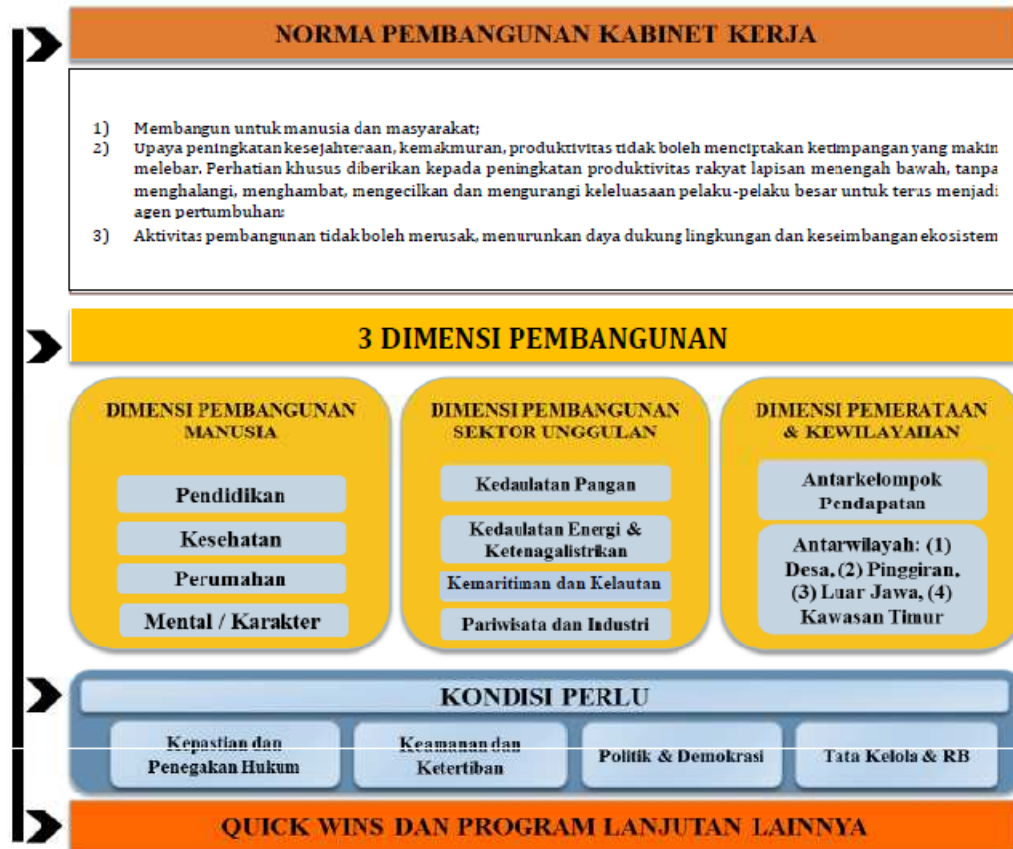 NORMA PEMBANGUNAN KABINET KERJA
1) Membangun untuk manusia dan masyarakat;
2) Upaya peningkatan kesejahteraan, kemakmuran, produktivitas tidak boleh menciptakan ketimpangan yang makin
melebar. Perhatian khusus diberikan kepada peningkatan produktivitas rakyat lapisan menengah bawah, tanpa
menghalangi, menghambat, mengecilkan dan mengurangi keleluasaan pelaku-pelaku besar untuk terus menjadi
agen pertumbuhan;
3) Aktivitas pembangunan tidak boleh merusak, menurunkan daya dukung lingkungan dan keseimbangan ekosistem
3 DIMENSI PEMBANGUNAN
DIMENSI PEMBANGUNAN
MANUSIA
Pendidikan
Kesehatan
Perumahan
Mental / Karakter
DIMENSI PEMBANGUNAN
SEKTOR UNGGULAN
Kedaulatan Pangan
Kedaulatan Energi &
Ketenagalistrikan
Kemaritiman dan Kelautan
Pariwisata dan Industri
DIMENSI PEMERATAAN
& KEWILAYAHAN
Antarkelompok
Pendapatan
Antarwilayah: (1)
Desa, (2) Pinggiran,
(3) Luar Jawa, (4)
Kawasan Timur
KONDISI PERLU
Kepastian dan
Penegakan Hukum
Keamanan dan
Ketertiban
Politik & Demokrasi
Tata Kelola & RB
QUICK WINS DAN PROGRAM LANJUTAN LAINNYA